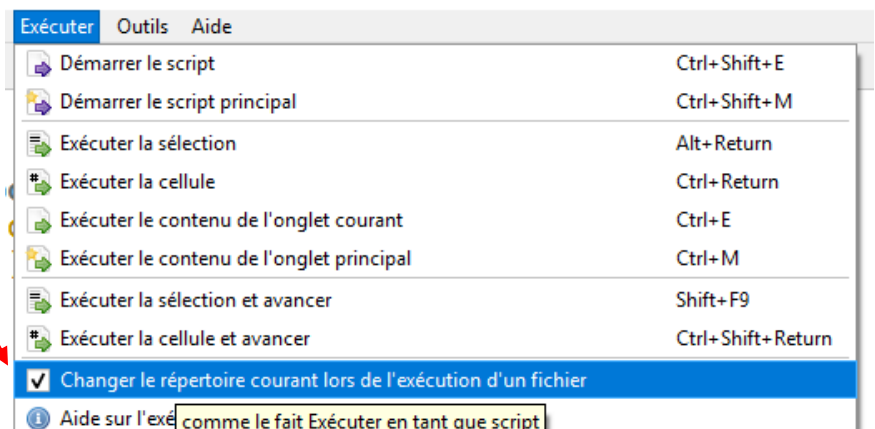 Exécuter Outils Aide
Démarrer le script Ctrl+Shift+E
Démarrer le script principal Ctrl+Shift+M
Exécuter la sélection Alt+Return
Exécuter la cellule Ctrl+Return
Exécuter le contenu de l'onglet courant Ctrl+E
Exécuter le contenu de l'onglet principal Ctrl+M
Exécuter la sélection et avancer Shift+F9
Exécuter la cellule et avancer Ctrl+Shift+Return
Changer le répertoire courant lors de l'exécution d'un fichier
Aide sur l'exé
comme le fait Exécuter en tant que script